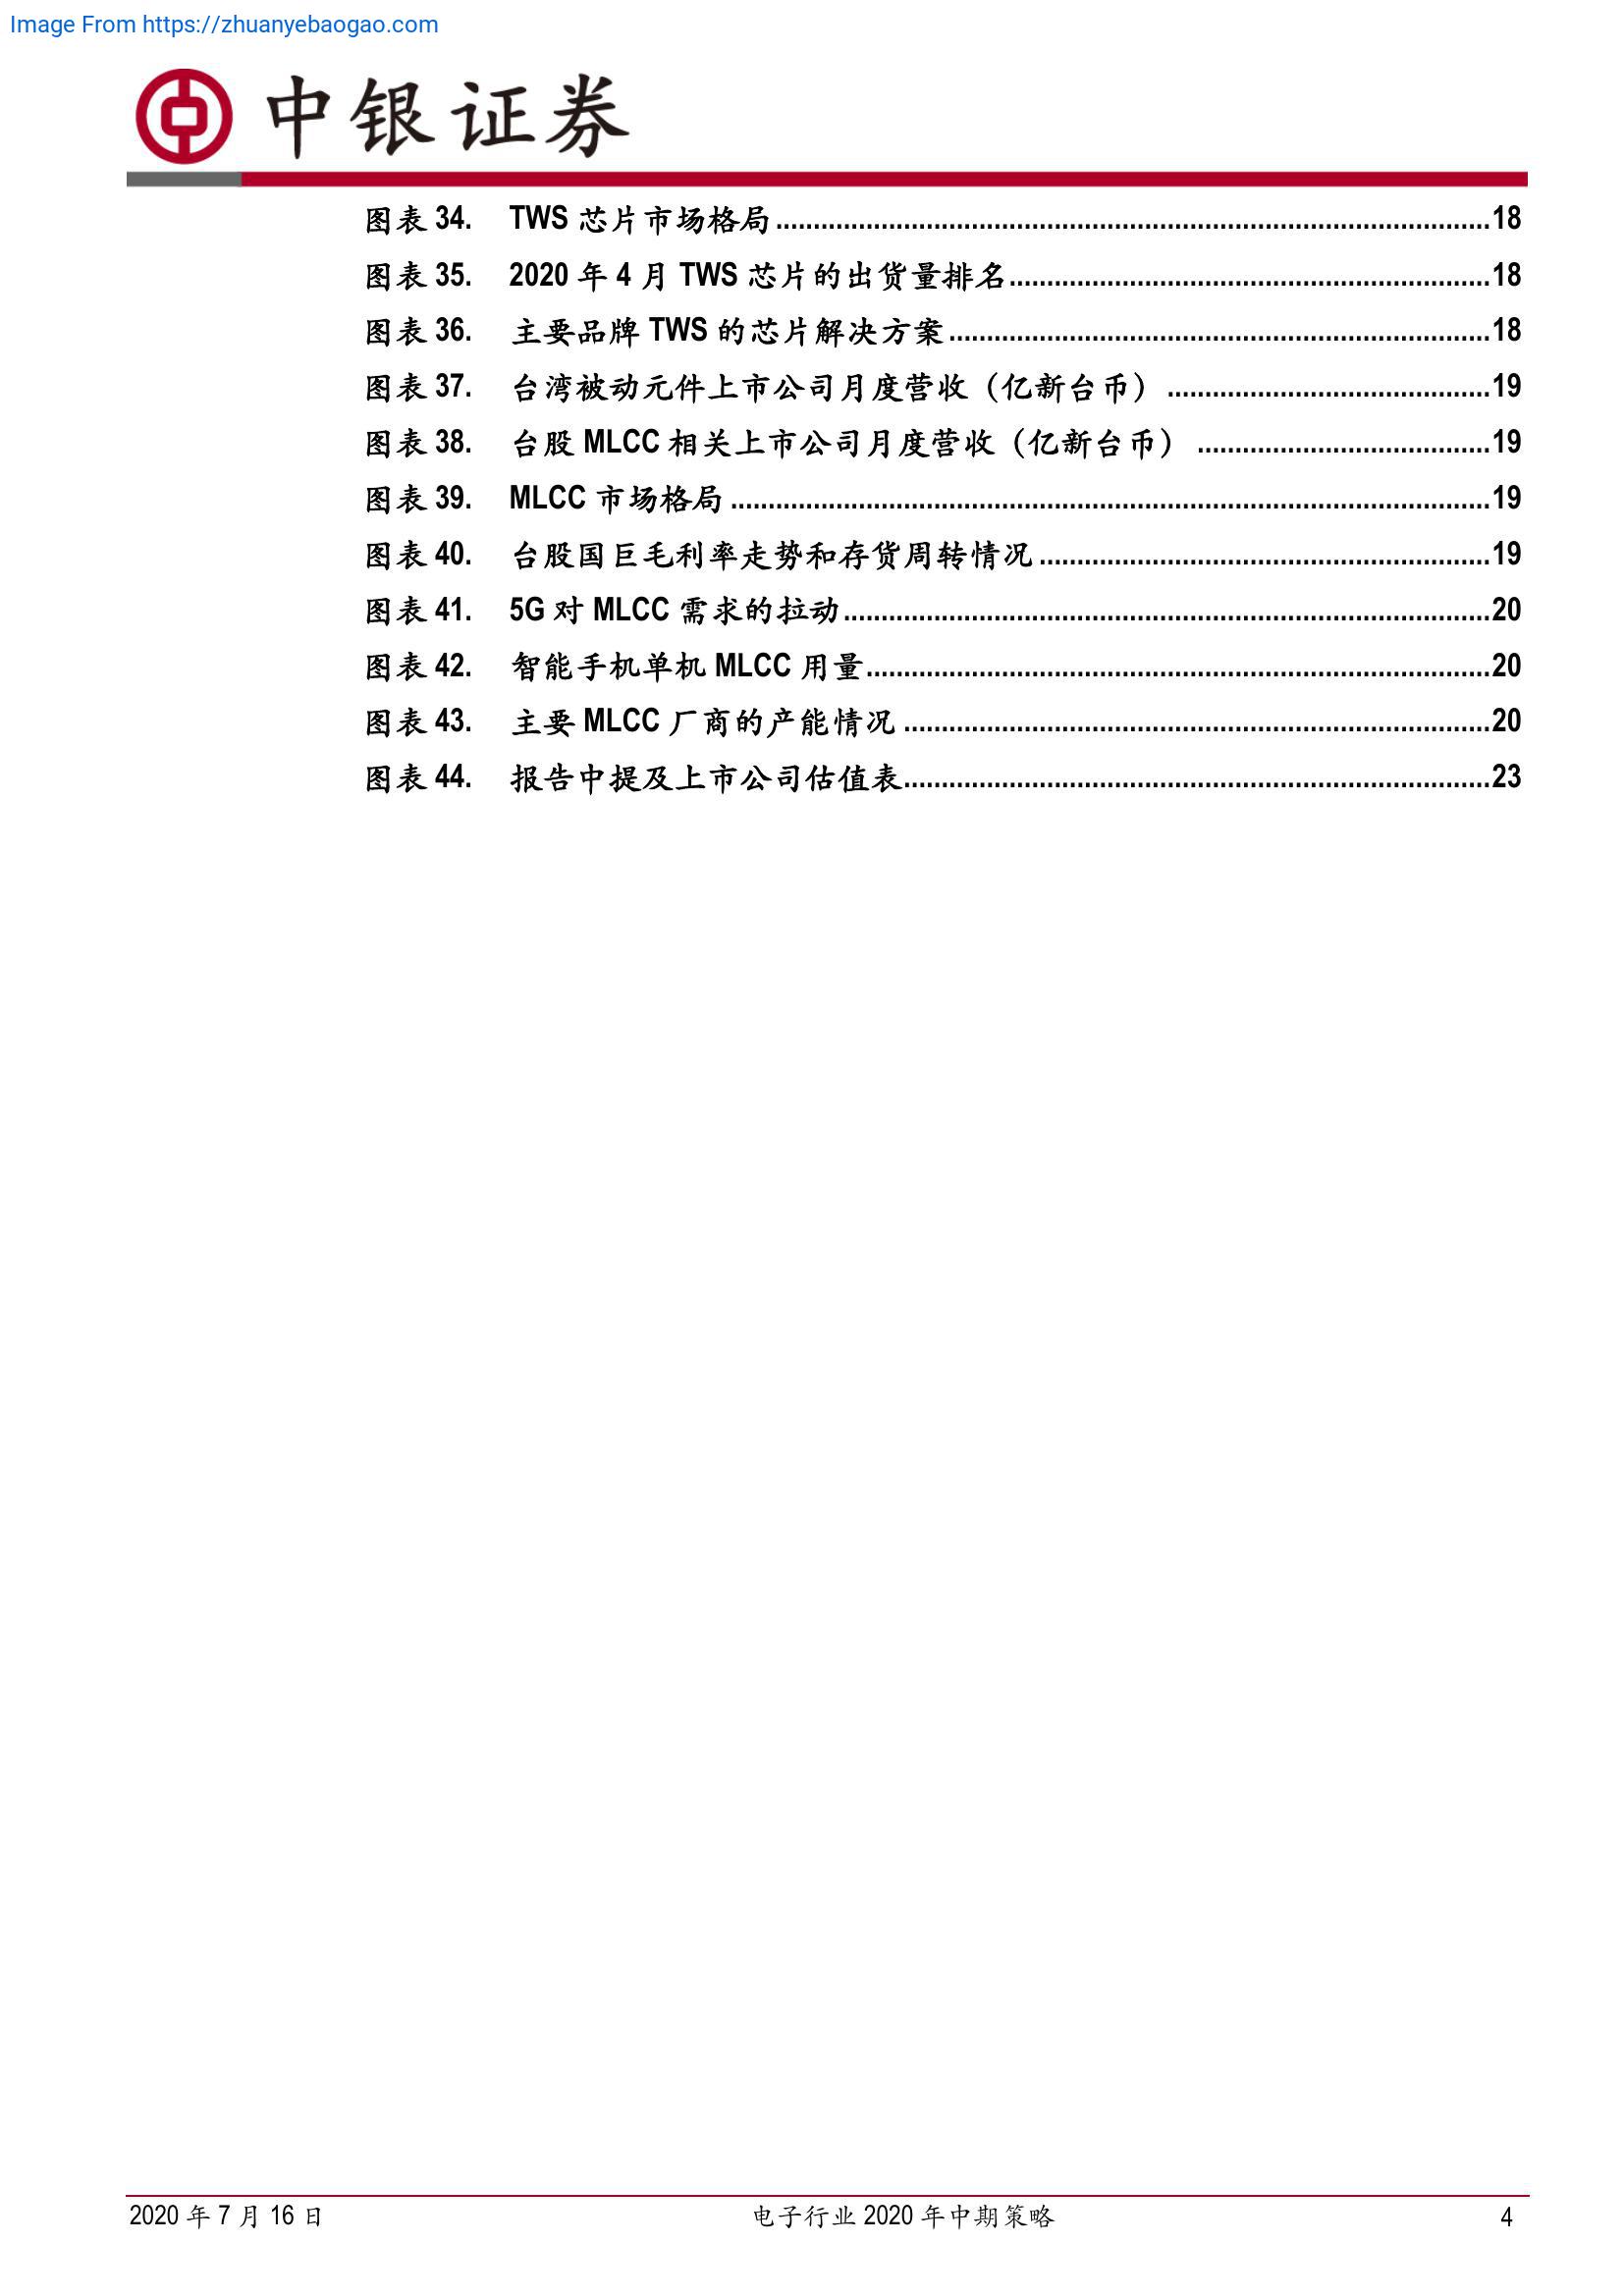 Image From https://zhuanyebaogao.com
中银证券
图表 34. TWS 芯片市场格局................................................................................................18
图表 35. 2020 年 4 月 TWS 芯片的出货量排名................................................................18
图表 36. 主要品牌 TWS 的芯片解决方案........................................................................18
图表 37. 台湾被动元件上市公司月度营收（亿新台币）...........................................19
图表 38. 台股 MLCC 相关上市公司月度营收（亿新台币）.......................................19
图表 39. MLCC 市场格局.....................................................................................................19
图表 40. 台股国巨毛利率走势和存货周转情况............................................................19
图表 41. 5G 对 MLCC 需求的拉动......................................................................................20
图表 42. 智能手机单机 MLCC 用量...................................................................................20
图表 43. 主要 MLCC 厂商的产能情况..............................................................................20
图表 44. 报告中提及上市公司估值表..............................................................................23
2020 年 7 月 16 日 电子行业 2020 年中期策略 4